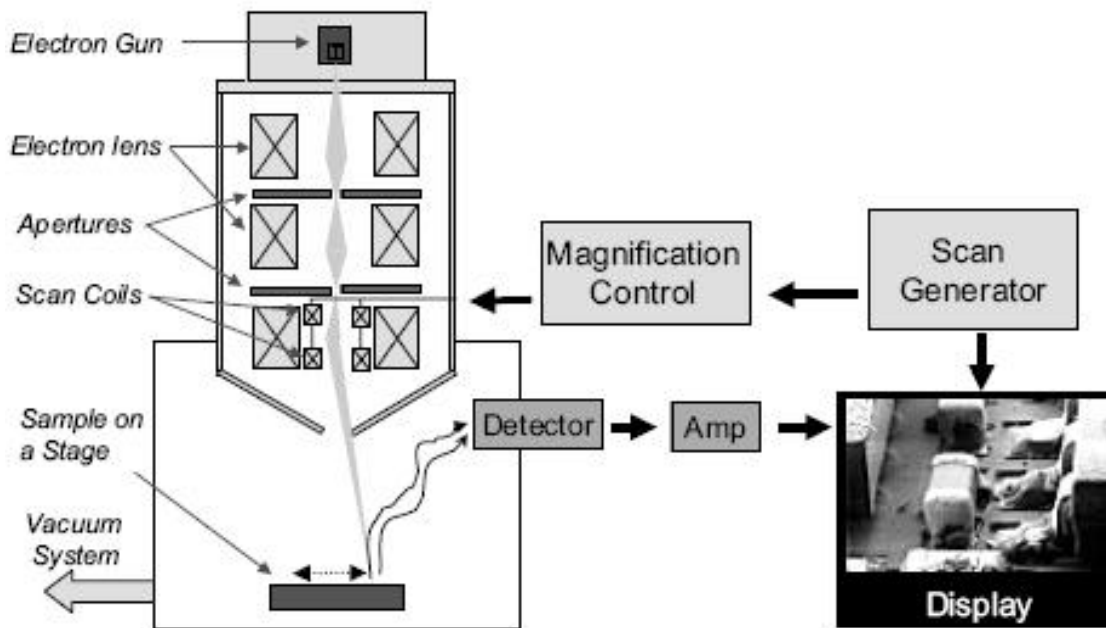 Electron Gun
Electron lens
Apertures
Scan Coils
Sample on
a Stage
Vacuum
System
Magnification
Control
Scan
Generator
Detector
Amp
Display